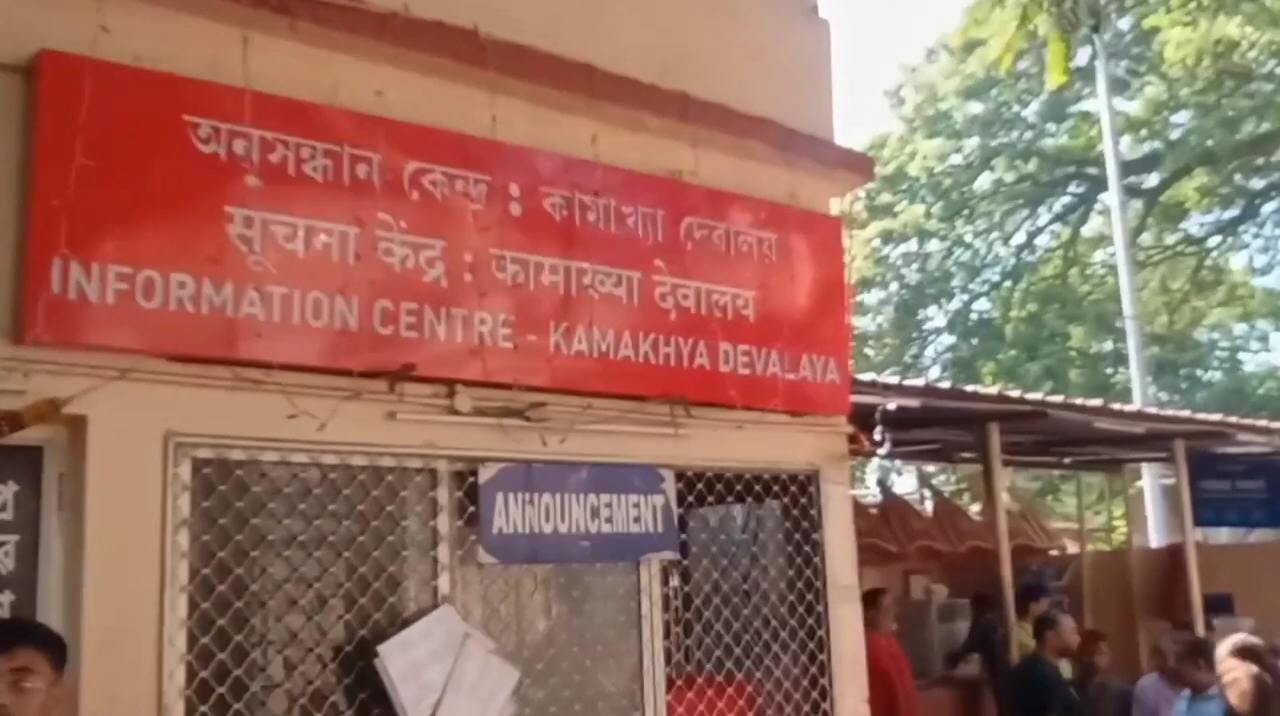 অনুসন্ধান কেন্দ্ৰ : কামাখ্যা দেবালয়
सूचना केंद्र : कामाख्या देवालय
INFORMATION CENTRE - KAMAKHYA DEVALAYA
ANNOUNCEMENT